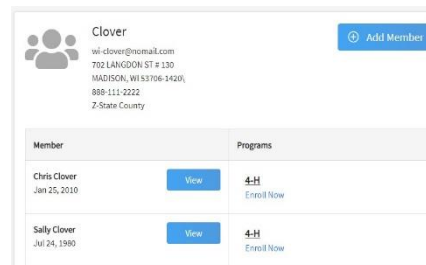 Clover
wi-clover@nomail.com
702 LANGDON ST # 130
MADISON, WI 53706-1420\
888-111-2222
Z-State County
Add Member
Member Programs
Chris Clover View 4-H
Jan 25, 2010 Enroll Now
Sally Clover View 4-H
Jul 24, 1980 Enroll Now